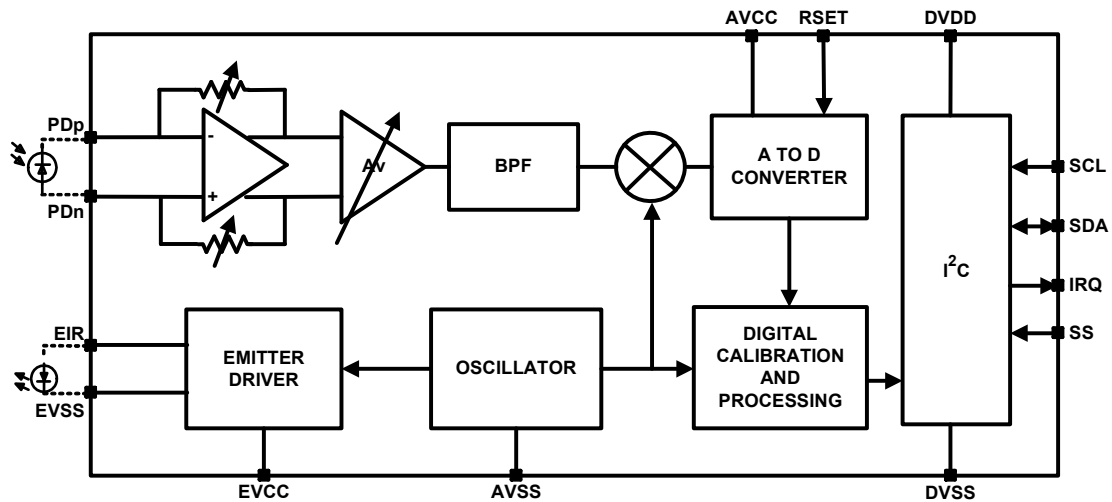 AVCC RSET DVDD
PDp
PDn
-
+
Av
BPF
A TO D
CONVERTER
I²C
SCL
SDA
IRQ
SS
EIR
EVSS
EMITTER
DRIVER
OSCILLATOR
DIGITAL
CALIBRATION
AND
PROCESSING
EVCC AVSS DVSS